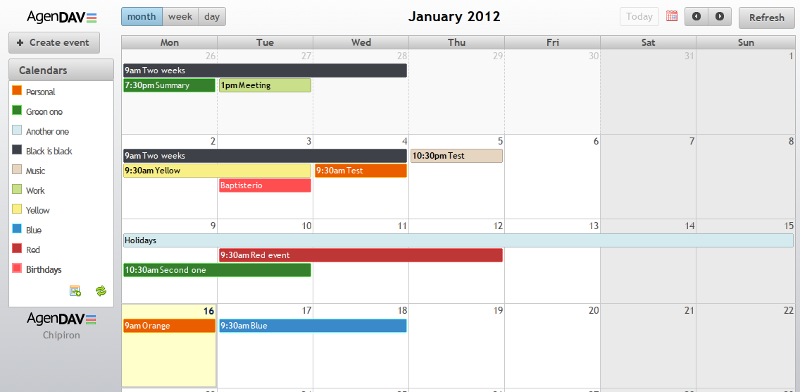 AgenDAV
month week day
January 2012
Today
Refresh
+ Create event
Calendars
Personal
Green one
Another one
Black is black
Music
Work
Yellow
Blue
Red
Birthdays
AgenDAV
Chipiron
Mon Tue Wed Thu Fri Sat Sun
26 27 28 29 30 31 1
9am Two weeks
7:30pm Summary 1pm Meeting
2 3 4 5 6 7 8
9am Two weeks 10:30pm Test
9:30am Yellow 9:30am Test
Baptisterio
9 10 11 12 13 14 15
Holidays
9:30am Red event
10:30am Second one
16 17 18 19 20 21 22
9am Orange 9:30am Blue